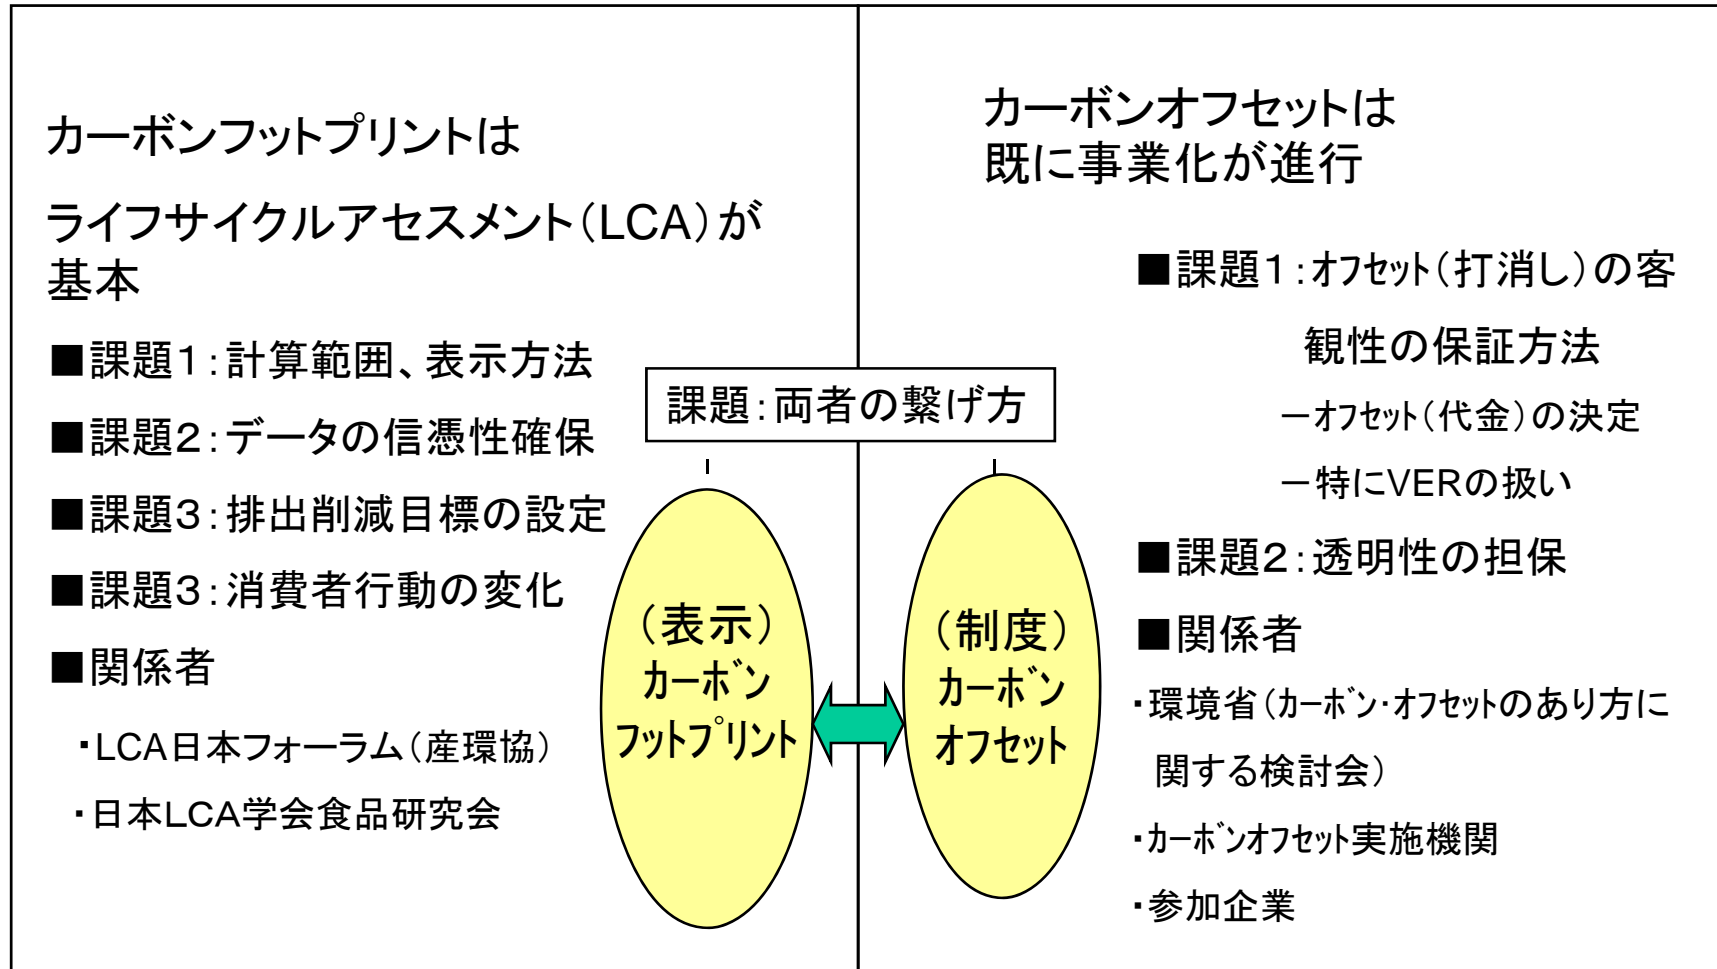 カーボンフットプリントは
ライフサイクルアセスメント（LCA）が
基本
■課題１：計算範囲、表示方法
■課題２：データの信憑性確保
■課題３：排出削減目標の設定
■課題３：消費者行動の変化
■関係者
・LCA日本フォーラム（産環協）
・日本ＬＣＡ学会食品研究会
課題：両者の繋げ方
（表示）
ｶｰﾎﾞﾝ
ﾌｯﾄﾌﾟﾘﾝﾄ
（制度）
ｶｰﾎﾞﾝ
ｵﾌｾｯﾄ
カーボンオフセットは
既に事業化が進行
■課題１：ｵﾌｾｯﾄ（打消し）の客
観性の保証方法
－ｵﾌｾｯﾄ（代金）の決定
－特にVERの扱い
■課題２：透明性の担保
■関係者
・環境省（ｶｰﾎﾞﾝ・ｵﾌｾｯﾄのあり方に
関する検討会）
・ｶｰﾎﾞﾝｵﾌｾｯﾄ実施機関
・参加企業